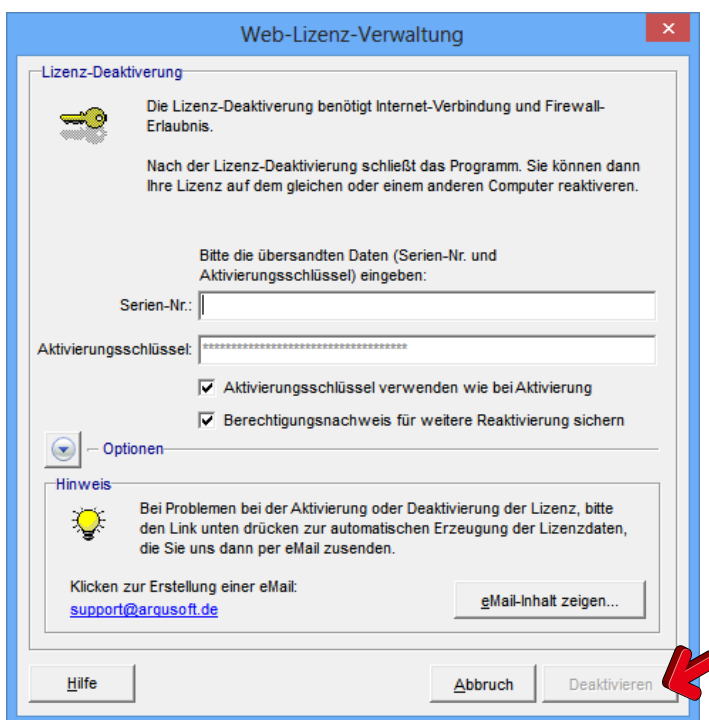 Web-Lizenz-Verwaltung
Lizenz-Deaktiverung
Die Lizenz-Deaktiverung benötigt Internet-Verbindung und Firewall-
Erlaubnis.
Nach der Lizenz-Deaktivierung schließt das Programm. Sie können dann
Ihre Lizenz auf dem gleichen oder einem anderen Computer reaktiveren.
Bitte die übersandten Daten (Serien-Nr. und
Aktivierungsschlüssel) eingeben:
Serien-Nr.:
Aktivierungsschlüssel: ************************************
Aktivierungsschlüssel verwenden wie bei Aktivierung
Berechtigungsnachweis für weitere Reaktivierung sichern
Optionen
Hinweis
Bei Problemen bei der Aktivierung oder Deaktivierung der Lizenz, bitte
den Link unten drücken zur automatischen Erzeugung der Lizenzdaten,
die Sie uns dann per eMail zusenden.
Klicken zur Erstellung einer eMail:
support@argusoft.de
eMail-Inhalt zeigen...
Hilfe
Abbruch
Deaktivieren